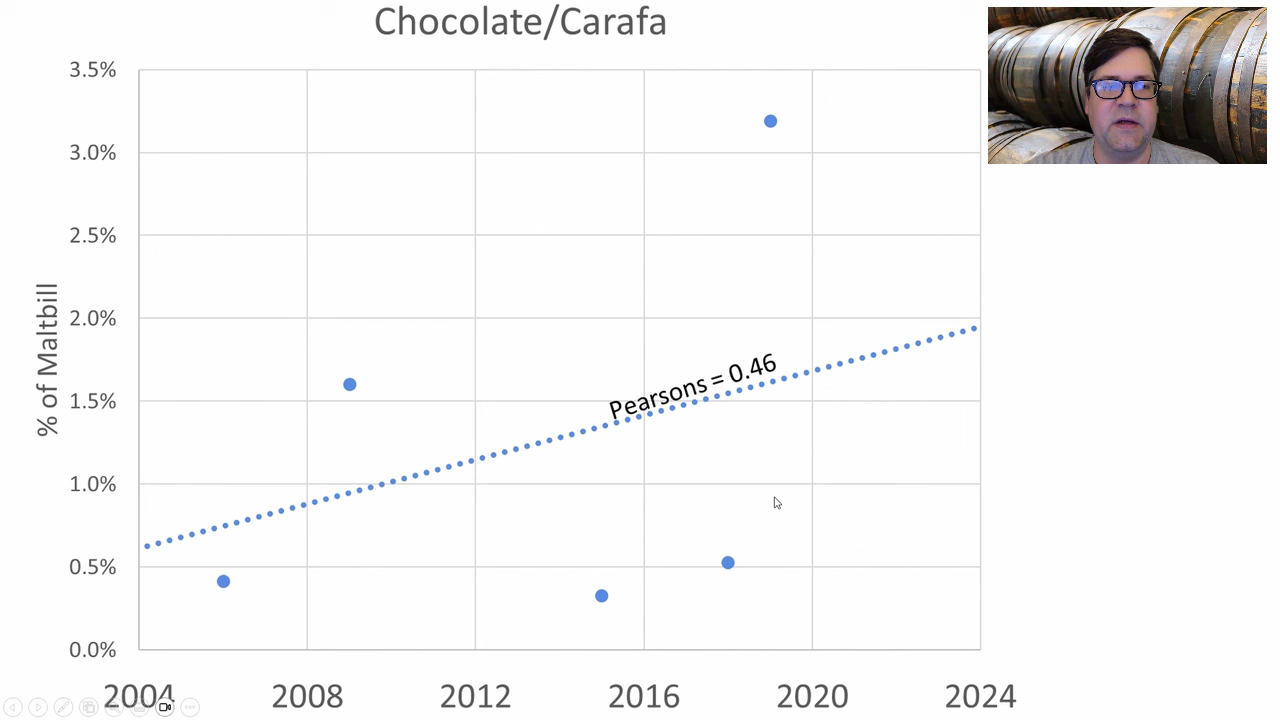 Chocolate/Carafa
3.5%
3.0%
2.5%
2.0%
1.5%
1.0%
0.5%
0.0%
% of Maltbill
Pearsons = 0.46
2004 2008 2012 2016 2020 2024